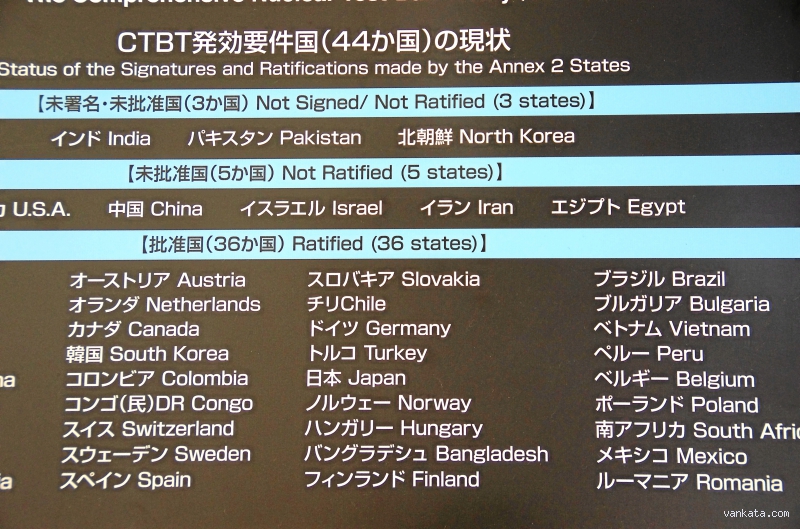 CTBT発効要件国(44か国)の現状
Status of the Signatures and Ratifications made by the Annex 2 States
【未署名・未批准国(3か国) Not Signed/ Not Ratified (3 states)】
インド India パキスタン Pakistan 北朝鮮 North Korea
【未批准国(5か国) Not Ratified (5 states)】
カ U.S.A. 中国 China イスラエル Israel イラン Iran エジプト Egypt
【批准国(36か国) Ratified (36 states)】
オーストリア Austria スロバキア Slovakia ブラジル Brazil
オランダ Netherlands チリChile ブルガリア Bulgaria
カナダ Canada ドイツ Germany ベトナム Vietnam
韓国 South Korea トルコ Turkey ペルー Peru
コロンビア Colombia 日本 Japan ベルギー Belgium
コンゴ(民)DR Congo ノルウェー Norway ポーランド Poland
スイス Switzerland ハンガリー Hungary 南アフリカ South Afric
スウェーデン Sweden バングラデシュ Bangladesh メキシコ Mexico
スペイン Spain フィンランド Finland ルーマニア Romania
vankata.com